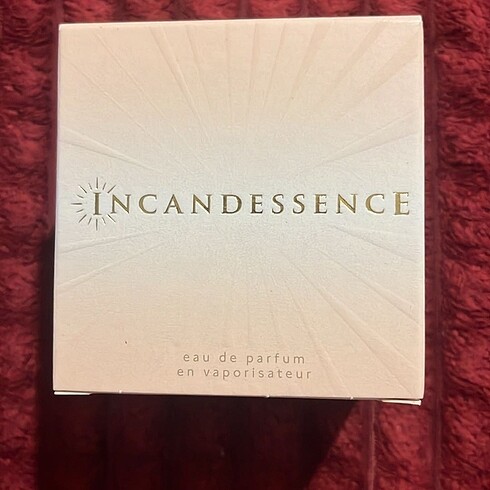 INCANDESSENCE
eau de parfum
en vaporisateur